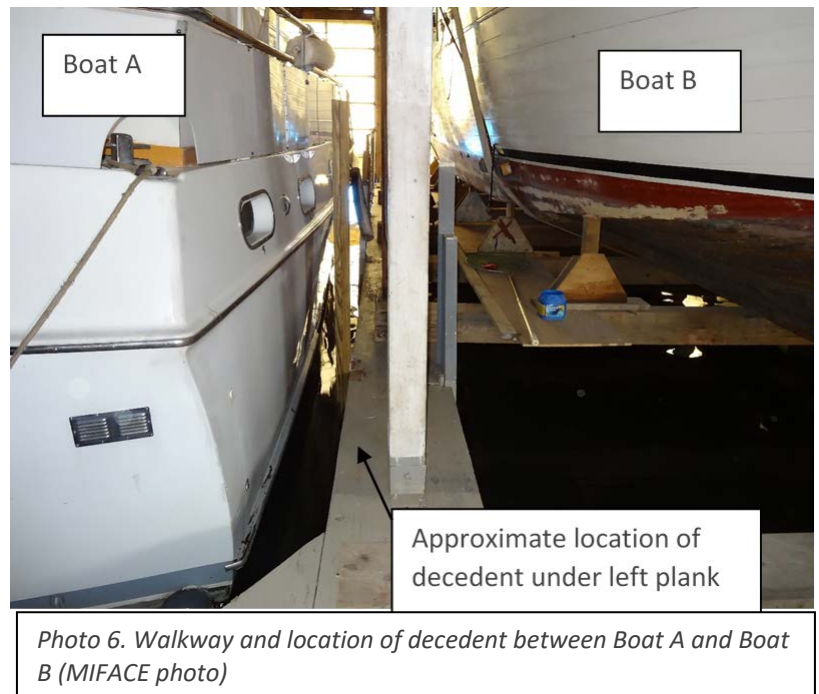 Boat A
Boat B
Approximate location of
decedent under left plank
Photo 6. Walkway and location of decedent between Boat A and Boat
B (MIFACE photo)